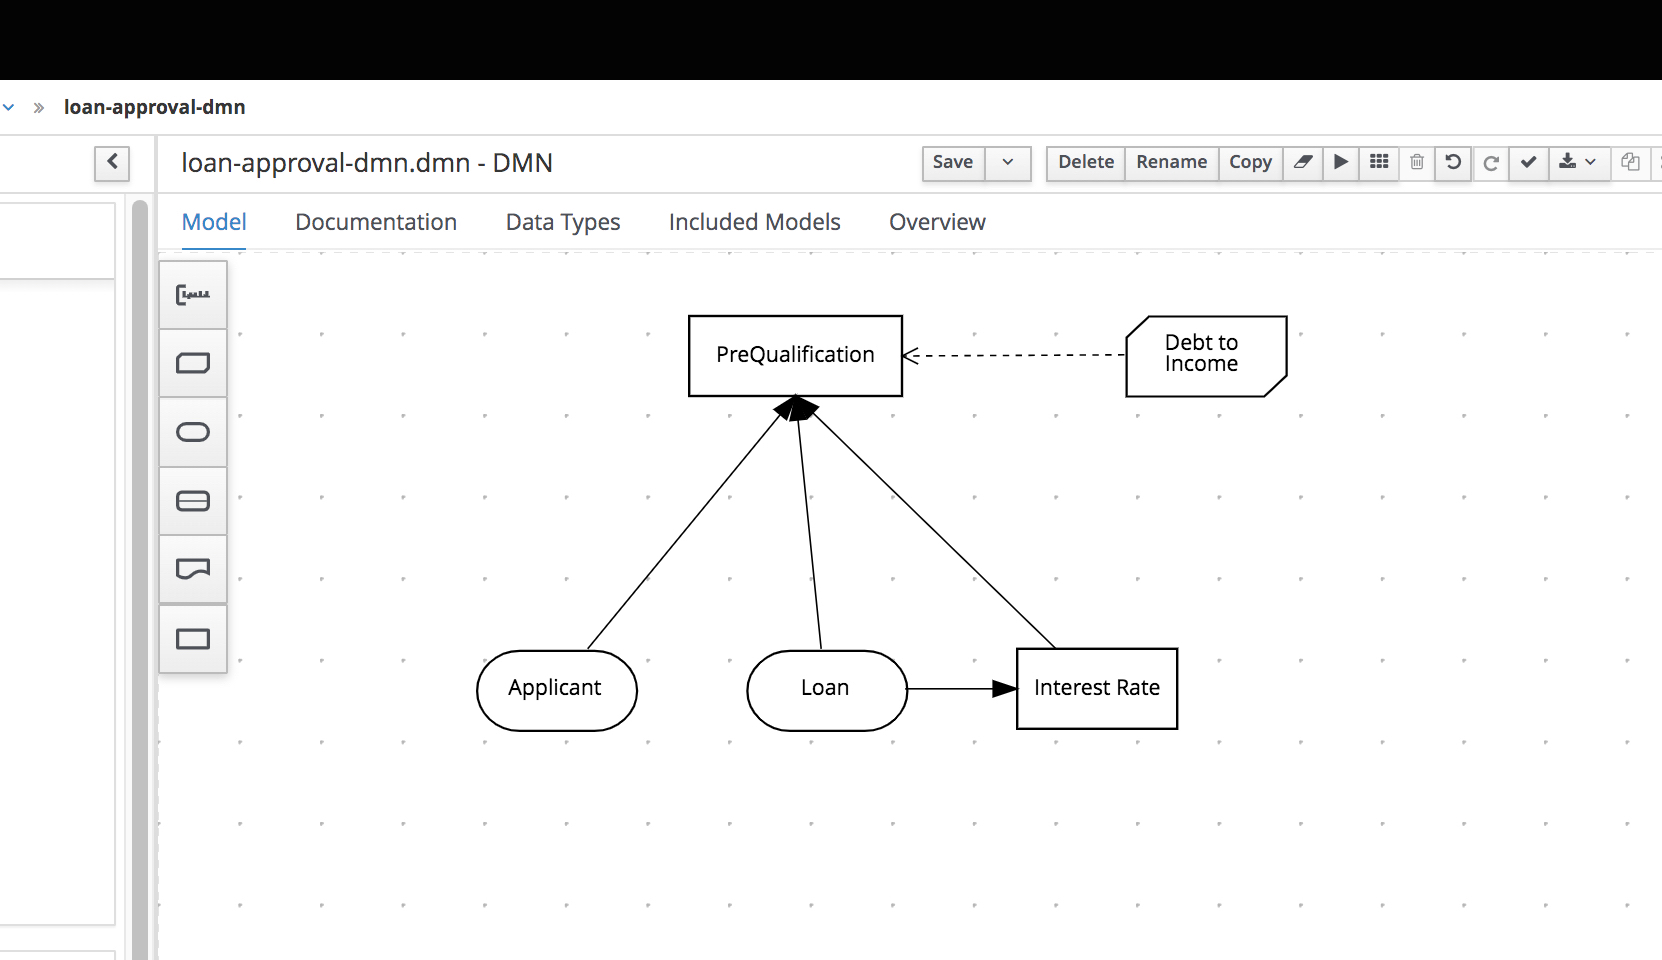 loan-approval-dmn
loan-approval-dmn.dmn - DMN
Save
Delete
Rename
Copy
Model
Documentation
Data Types
Included Models
Overview
PreQualification
Debt to
Income
Applicant
Loan
Interest Rate